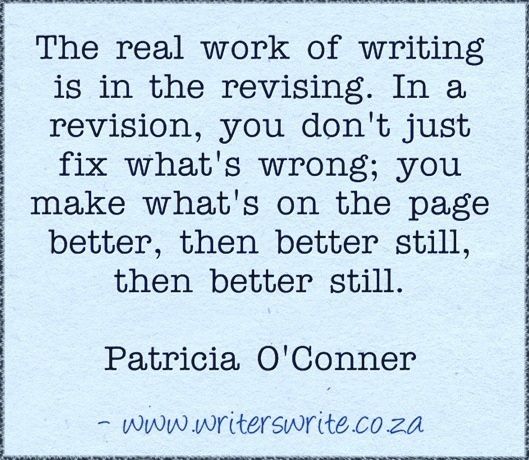 The real work of writing
is in the revising. In a
revision, you don't just
fix what's wrong; you
make what's on the page
better, then better still,
then better still.
Patricia O'Conner
- www.writerswrite.co.za